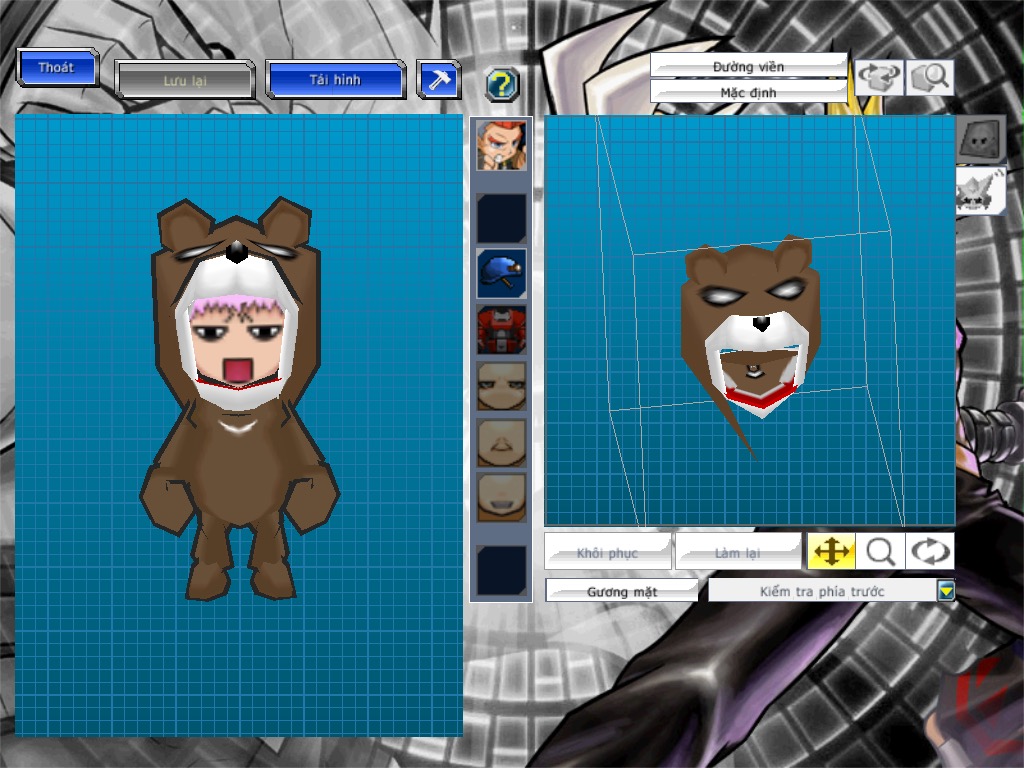 Thoát
Lưu lại
Tải hình
Đường viền
Mặc định
Khôi phục
Làm lại
Gương mặt
Kiểm tra phía trước